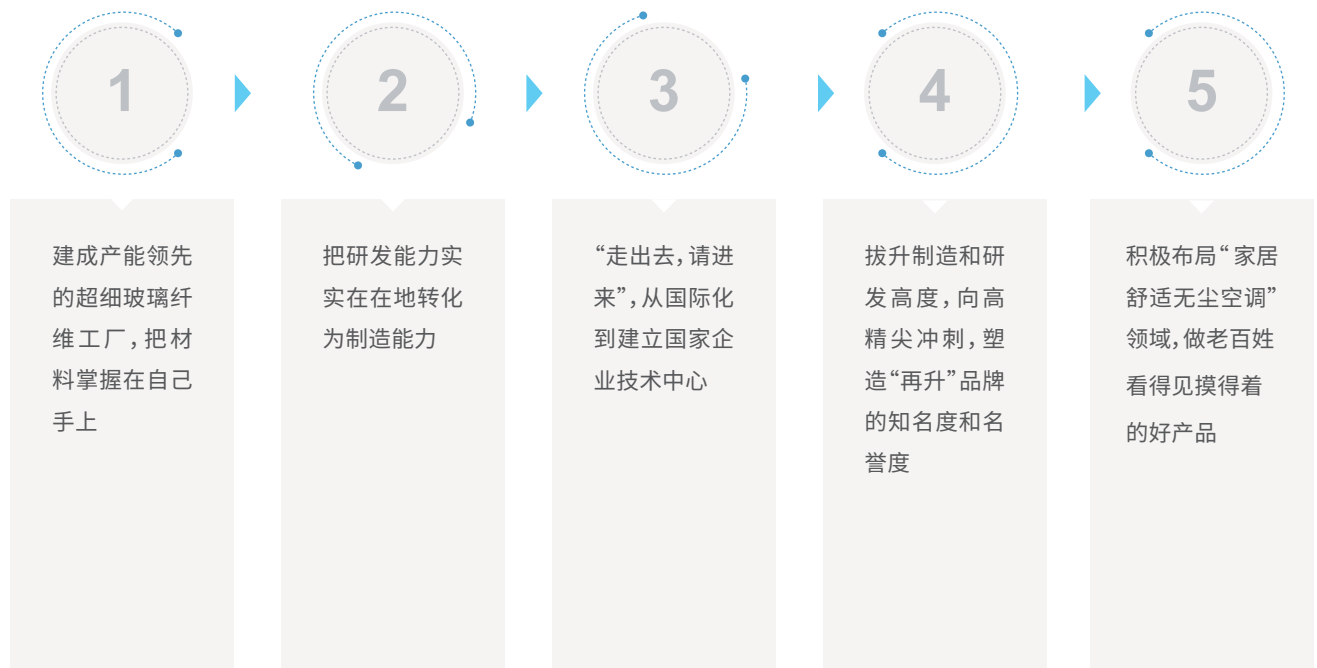 1
建成产能领先
的超细玻璃纤
维工厂，把材
料掌握在自己
手上
2
把研发能力实
实在在地转化
为制造能力
3
“走出去，请进
来”，从国际化
到建立国家企
业技术中心
4
拔升制造和研
发高度，向高
精尖冲刺，塑
造“再升”品牌
的知名度和名
誉度
5
积极布局“家居
舒适无尘空调”
领域，做老百姓
看得见摸得着
的好产品